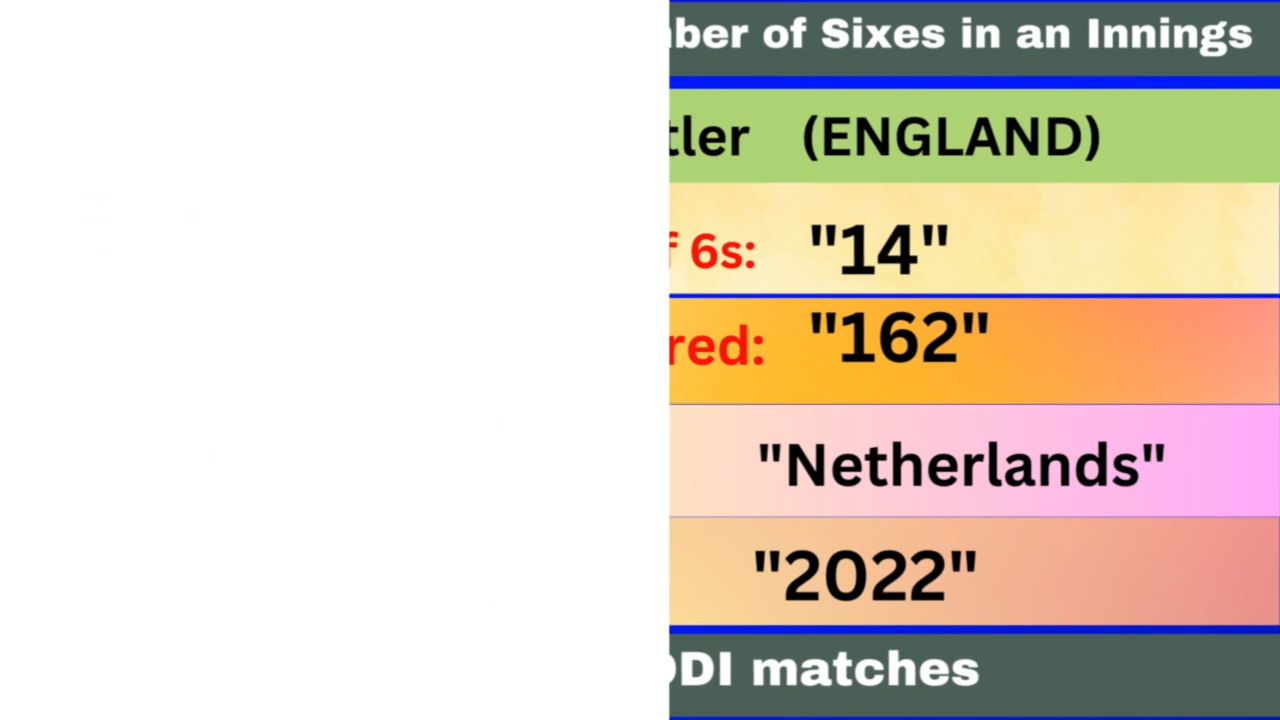 ber of Sixes in an Innings
tler (ENGLAND)
6s: "14"
red: "162"
"Netherlands"
"2022"
DI matches